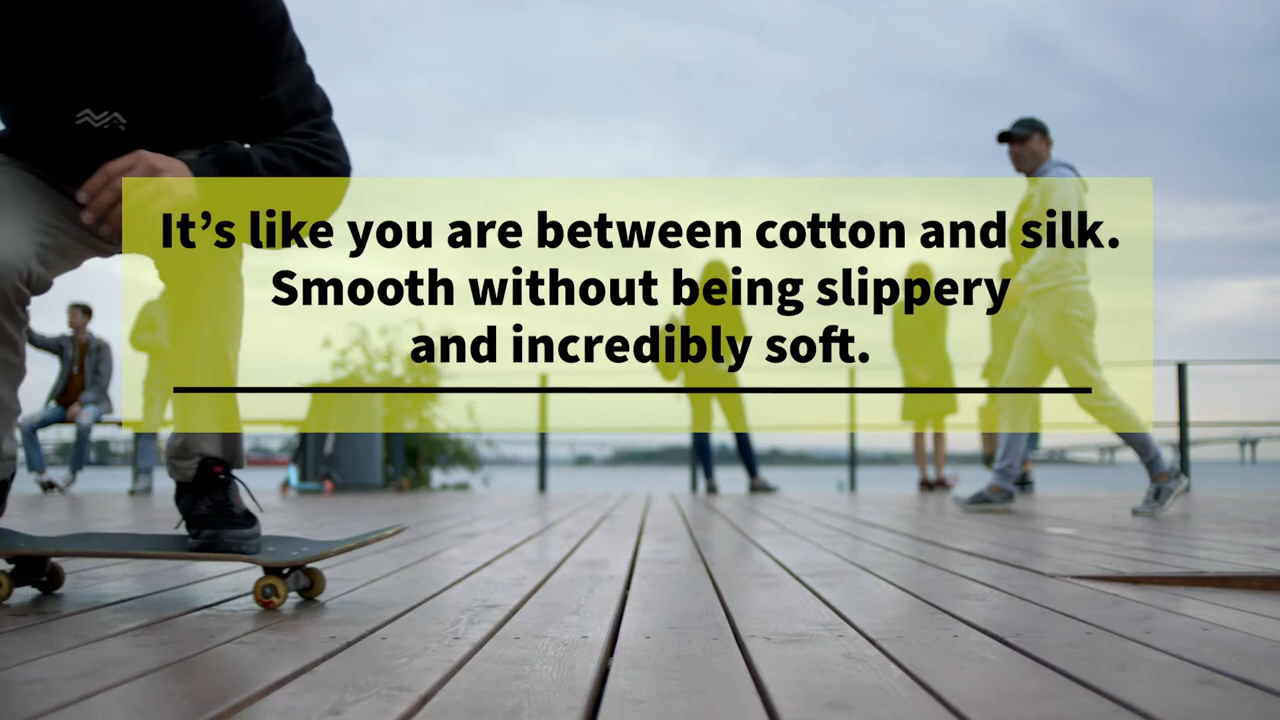 It’s like you are between cotton and silk.
Smooth without being slippery
and incredibly soft.